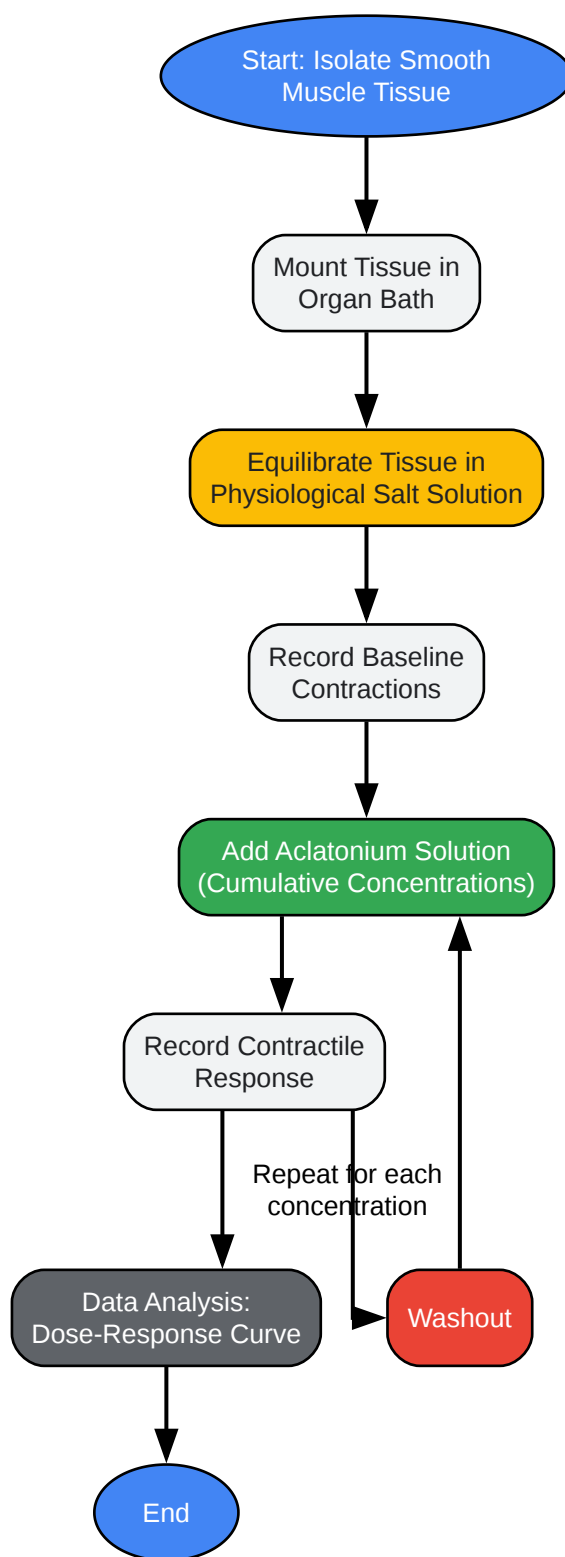 Start: Isolate Smooth
Muscle Tissue
Mount Tissue in
Organ Bath
Equilibrate Tissue in
Physiological Salt Solution
Record Baseline
Contractions
Add Aclatonium Solution
(Cumulative Concentrations)
Record Contractile
Response
Repeat for each
concentration
Data Analysis:
Dose-Response Curve
Washout
End